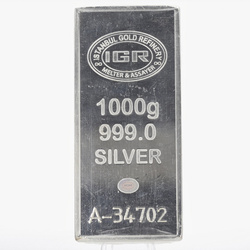 ISTANBUL GOLD REFINERY
IGR
MELTER & ASSAYER
1000g
999.0
SILVER
A-34702